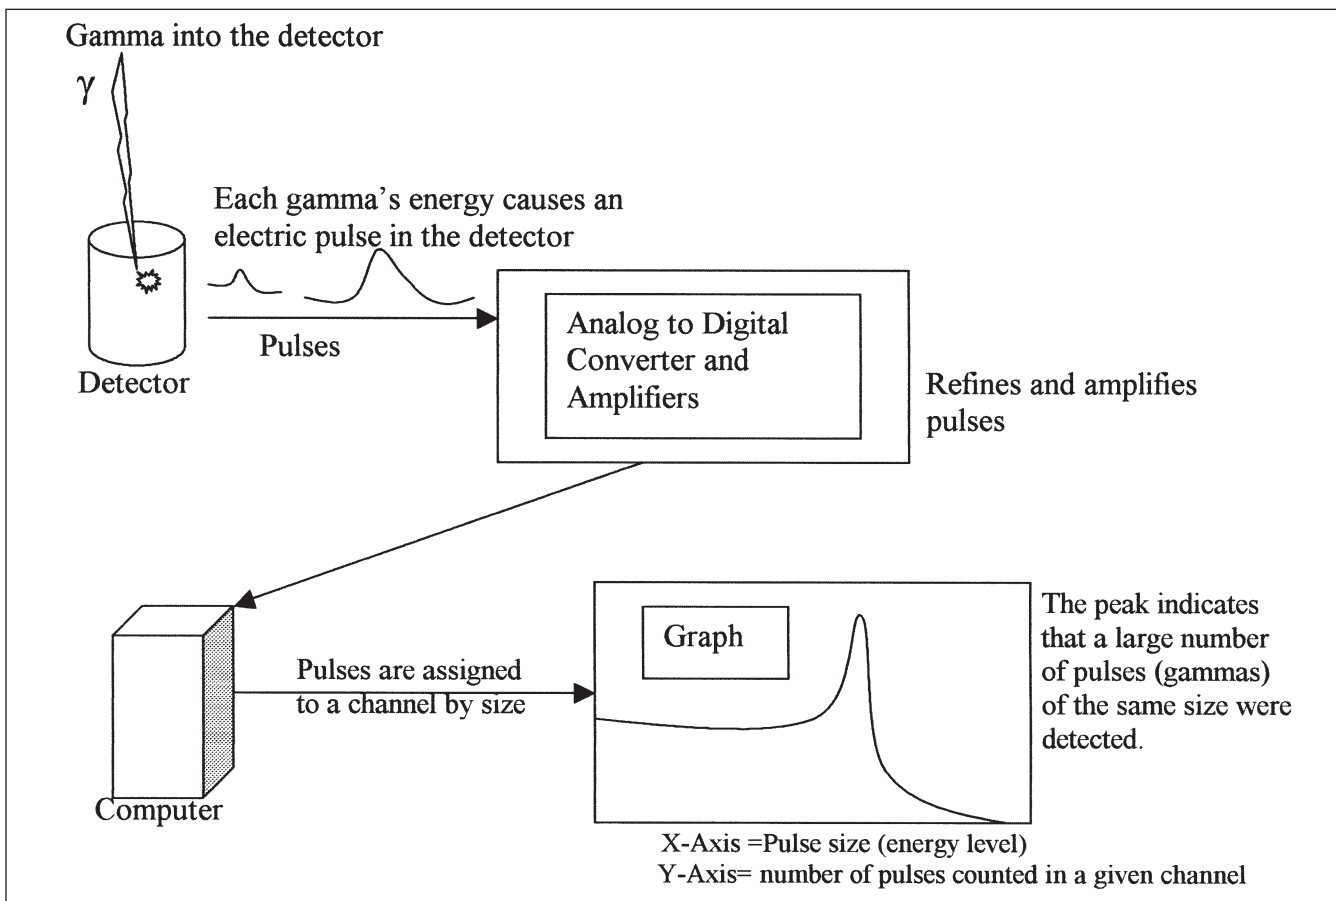 Gamma into the detector
γ
Each gamma’s energy causes an
electric pulse in the detector
Pulses
Detector
Analog to Digital
Converter and
Amplifiers
Refines and amplifies
pulses
Pulses are assigned
to a channel by size
Computer
Graph
The peak indicates
that a large number
of pulses (gammas)
of the same size were
detected.
X-Axis =Pulse size (energy level)
Y-Axis= number of pulses counted in a given channel